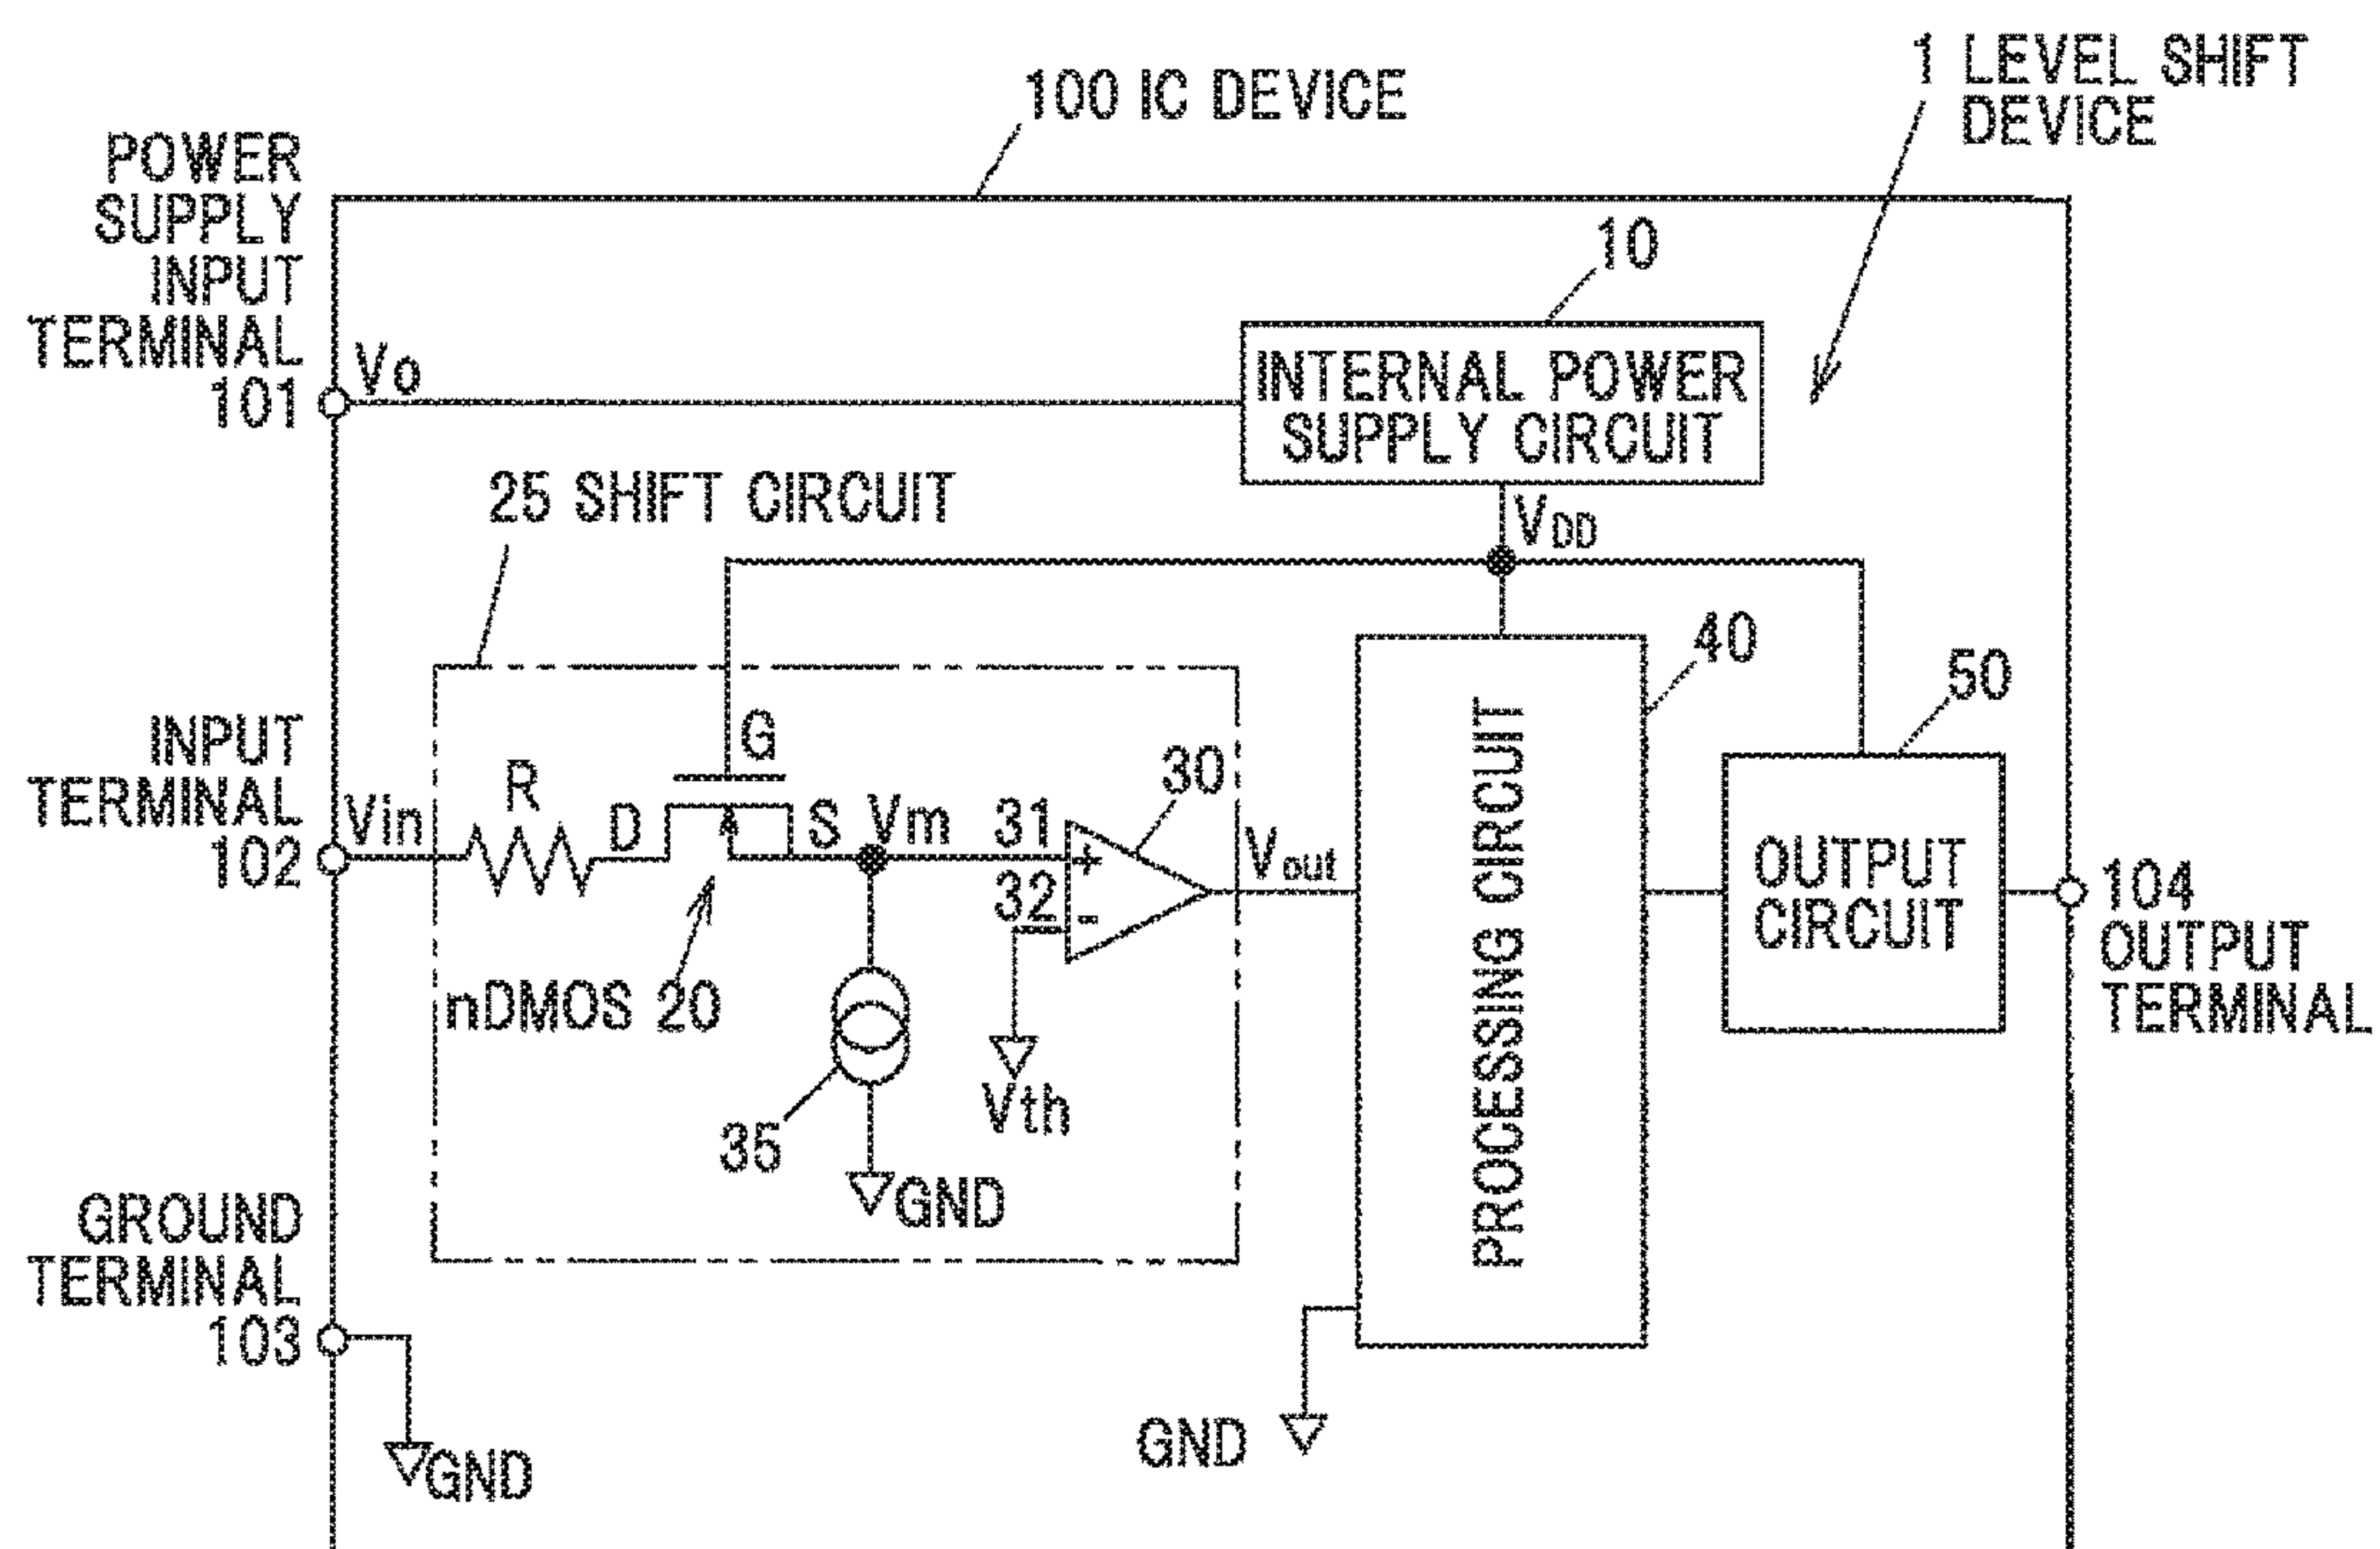 100 IC DEVICE
1 LEVEL SHIFT
DEVICE
POWER
SUPPLY
INPUT
TERMINAL
101
Vo
10
INTERNAL POWER
SUPPLY CIRCUIT
25 SHIFT CIRCUIT
VDD
40
50
INPUT
TERMINAL
102
Vin
R
D
G
S
Vm
31
32
30
+
-
Vout
PROCESSING CIRCUIT
OUTPUT
CIRCUIT
104
OUTPUT
TERMINAL
nDMOS 20
35
Vth
GND
GROUND
TERMINAL
103
GND
GND